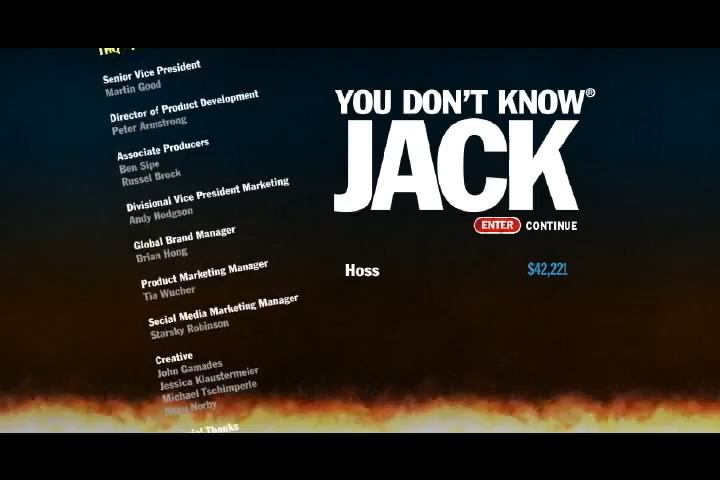 Senior Vice President
Martin Good
Director of Product Development
Peter Armstrong
Associate Producers
Ben Sipe
Russel Brock
Divisional Vice President Marketing
Andy Hodgson
Global Brand Manager
Brian Hong
Product Marketing Manager
Tia Wucher
Social Media Marketing Manager
Starsky Robinson
Creative
John Gamades
Jessica Klaustermeier
Michael Tschimperle
Norby
Thanks
YOU DON'T KNOW®
JACK
ENTER CONTINUE
Hoss $42,221